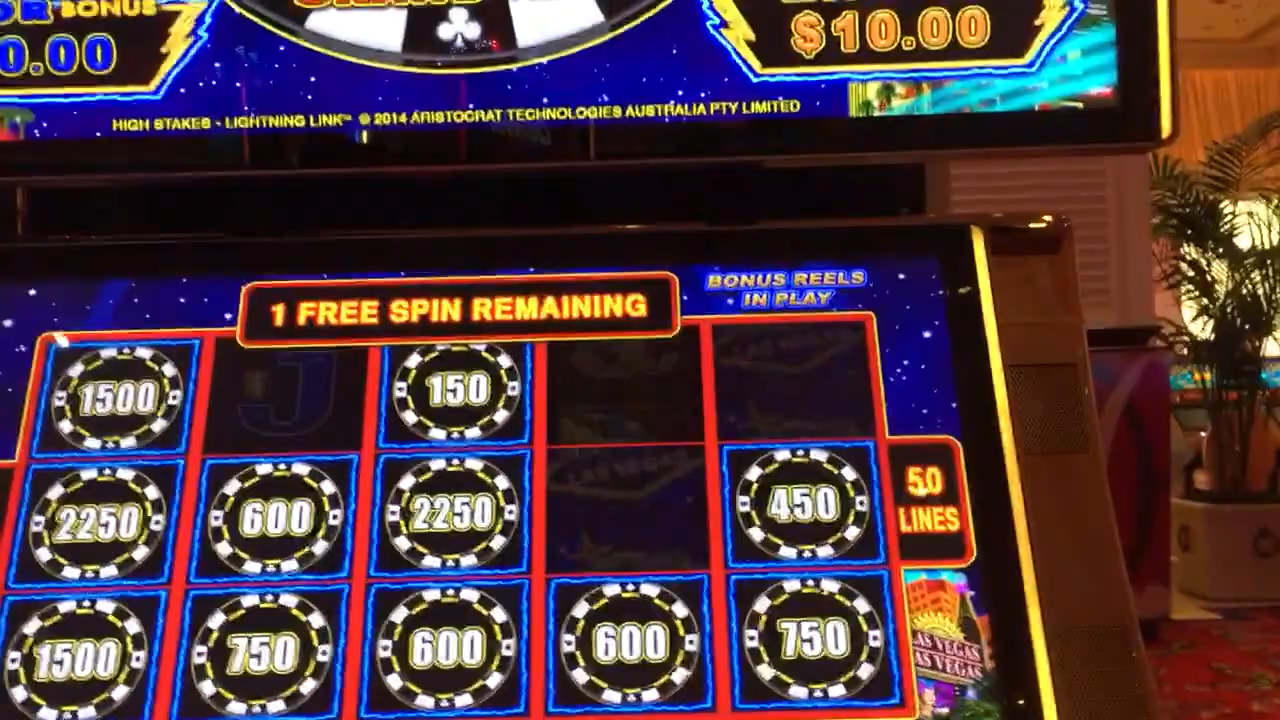 OR BONUS
0.00
$10.00
HIGH STAKES - LIGHTNING LINK™ © 2014 ARISTOCRAT TECHNOLOGIES AUSTRALIA PTY LIMITED
1 FREE SPIN REMAINING
BONUS REELS
IN PLAY
1500
J
150
2250
600
2250
LAS VEGAS
450
50
LINES
1500
750
600
600
750
LAS VEGAS
LAS VEGAS